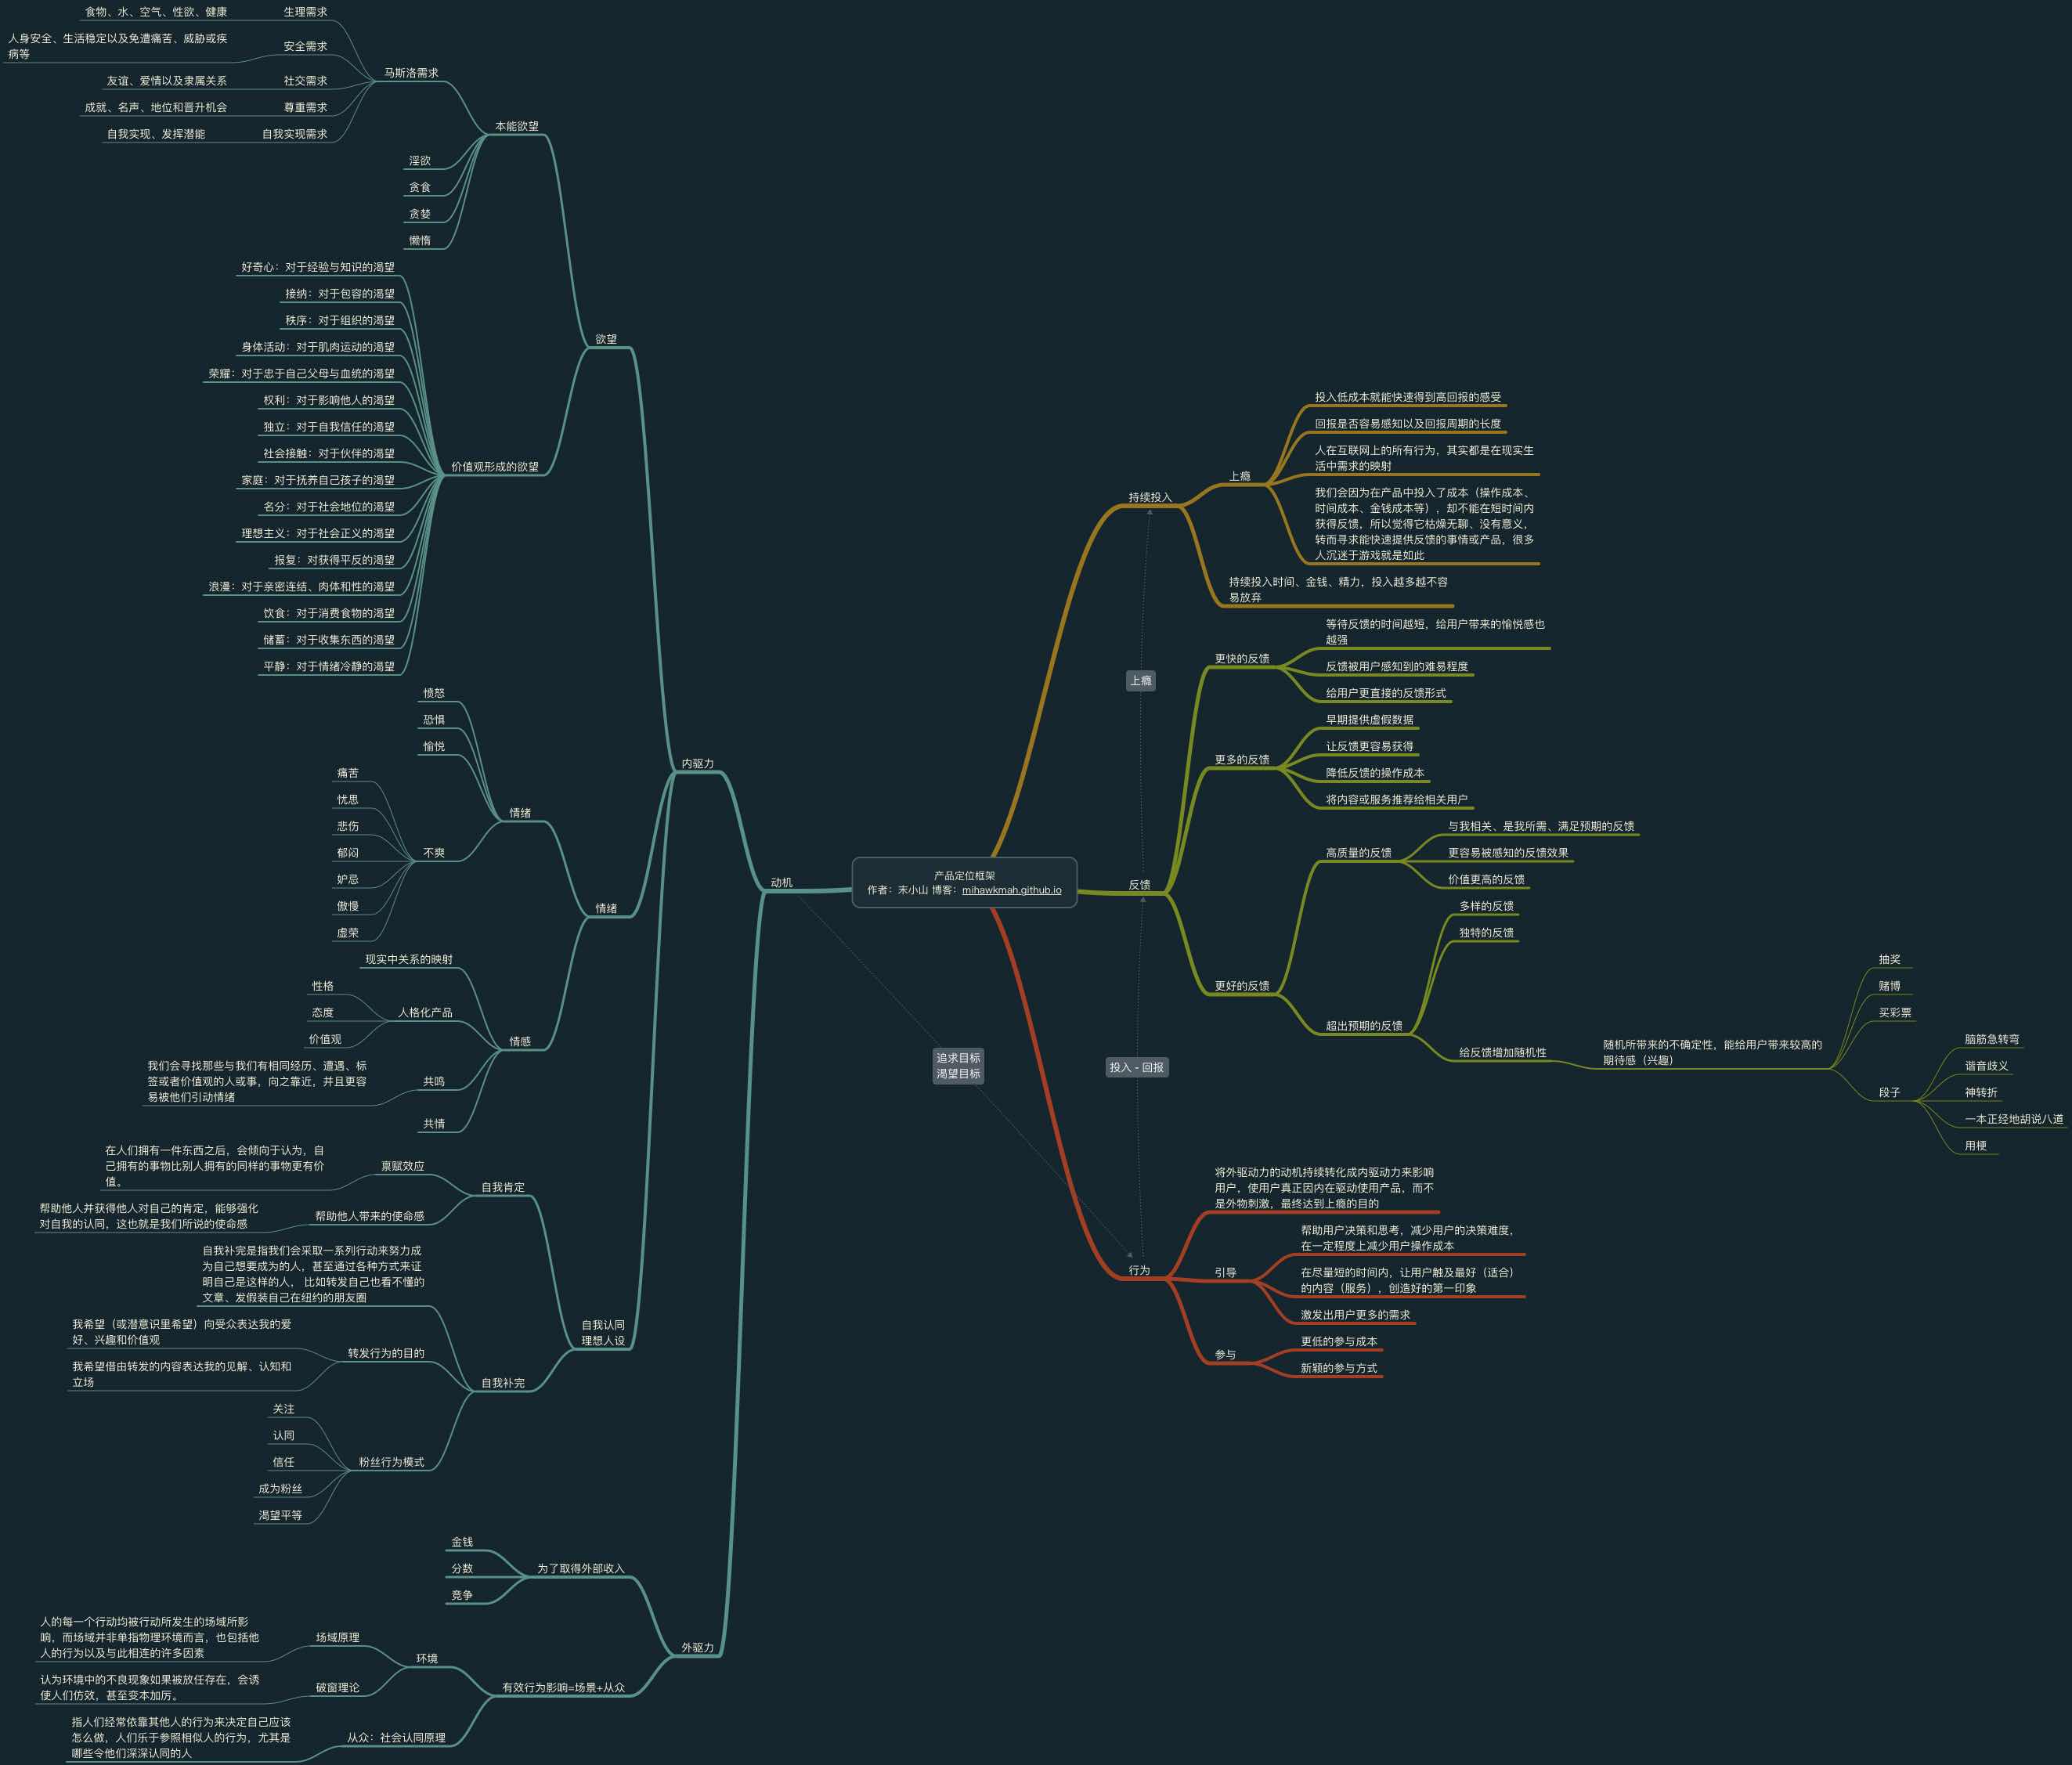 产品定位框架
作者：末小山 博客：mihawkmah.github.io
动机
内驱力
欲望
本能欲望
马斯洛需求
生理需求
食物、水、空气、性欲、健康
安全需求
人身安全、生活稳定以及免遭痛苦、威胁或疾
病等
社交需求
友谊、爱情以及隶属关系
尊重需求
成就、名声、地位和晋升机会
自我实现需求
自我实现、发挥潜能
淫欲
贪食
贪婪
懒惰
价值观形成的欲望
好奇心：对于经验与知识的渴望
接纳：对于包容的渴望
秩序：对于组织的渴望
身体活动：对于肌肉运动的渴望
荣耀：对于忠于自己父母与血统的渴望
权利：对于影响他人的渴望
独立：对于自我信任的渴望
社会接触：对于伙伴的渴望
家庭：对于抚养自己孩子的渴望
名分：对于社会地位的渴望
理想主义：对于社会正义的渴望
报复：对获得平反的渴望
浪漫：对于亲密连结、肉体和性的渴望
饮食：对于消费食物的渴望
储蓄：对于收集东西的渴望
平静：对于情绪冷静的渴望
情绪
情绪
愤怒
恐惧
愉悦
不爽
痛苦
忧思
悲伤
郁闷
妒忌
傲慢
虚荣
情感
现实中关系的映射
人格化产品
性格
态度
价值观
共鸣
我们会寻找那些与我们有相同经历、遭遇、标
签或者价值观的人或事，向之靠近，并且更容
易被他们引动情绪
共情
自我认同
理想人设
自我肯定
禀赋效应
在人们拥有一件东西之后，会倾向于认为，自
己拥有的事物比别人拥有的同样的事物更有价
值。
帮助他人带来的使命感
帮助他人并获得他人对自己的肯定，能够强化
对自我的认同，这也就是我们所说的使命感
自我补完
自我补完是指我们会采取一系列行动来努力成
为自己想要成为的人，甚至通过各种方式来证
明自己是这样的人， 比如转发自己也看不懂的
文章、发假装自己在纽约的朋友圈
转发行为的目的
我希望（或潜意识里希望）向受众表达我的爱
好、兴趣和价值观
我希望借由转发的内容表达我的见解、认知和
立场
粉丝行为模式
关注
认同
信任
成为粉丝
渴望平等
外驱力
为了取得外部收入
金钱
分数
竞争
有效行为影响=场景+从众
环境
场域原理
人的每一个行动均被行动所发生的场域所影
响，而场域并非单指物理环境而言，也包括他
人的行为以及与此相连的许多因素
破窗理论
认为环境中的不良现象如果被放任存在，会诱
使人们仿效，甚至变本加厉。
从众：社会认同原理
指人们经常依靠其他人的行为来决定自己应该
怎么做，人们乐于参照相似人的行为，尤其是
哪些令他们深深认同的人
持续投入
上瘾
投入低成本就能快速得到高回报的感受
回报是否容易感知以及回报周期的长度
人在互联网上的所有行为，其实都是在现实生
活中需求的映射
我们会因为在产品中投入了成本（操作成本、
时间成本、金钱成本等），却不能在短时间内
获得反馈，所以觉得它枯燥无聊、没有意义，
转而寻求能快速提供反馈的事情或产品，很多
人沉迷于游戏就是如此
持续投入时间、金钱、精力，投入越多越不容
易放弃
上瘾
反馈
更快的反馈
等待反馈的时间越短，给用户带来的愉悦感也
越强
反馈被用户感知到的难易程度
给用户更直接的反馈形式
更多的反馈
早期提供虚假数据
让反馈更容易获得
降低反馈的操作成本
将内容或服务推荐给相关用户
更好的反馈
高质量的反馈
与我相关、是我所需、满足预期的反馈
更容易被感知的反馈效果
价值更高的反馈
超出预期的反馈
多样的反馈
独特的反馈
给反馈增加随机性
随机所带来的不确定性，能给用户带来较高的
期待感（兴趣）
抽奖
赌博
买彩票
段子
脑筋急转弯
谐音歧义
神转折
一本正经地胡说八道
用梗
追求目标
渴望目标
投入 - 回报
行为
将外驱动力的动机持续转化成内驱动力来影响
用户，使用户真正因内在驱动使用产品，而不
是外物刺激，最终达到上瘾的目的
引导
帮助用户决策和思考，减少用户的决策难度，
在一定程度上减少用户操作成本
在尽量短的时间内，让用户触及最好（适合）
的内容（服务），创造好的第一印象
激发出用户更多的需求
参与
更低的参与成本
新颖的参与方式